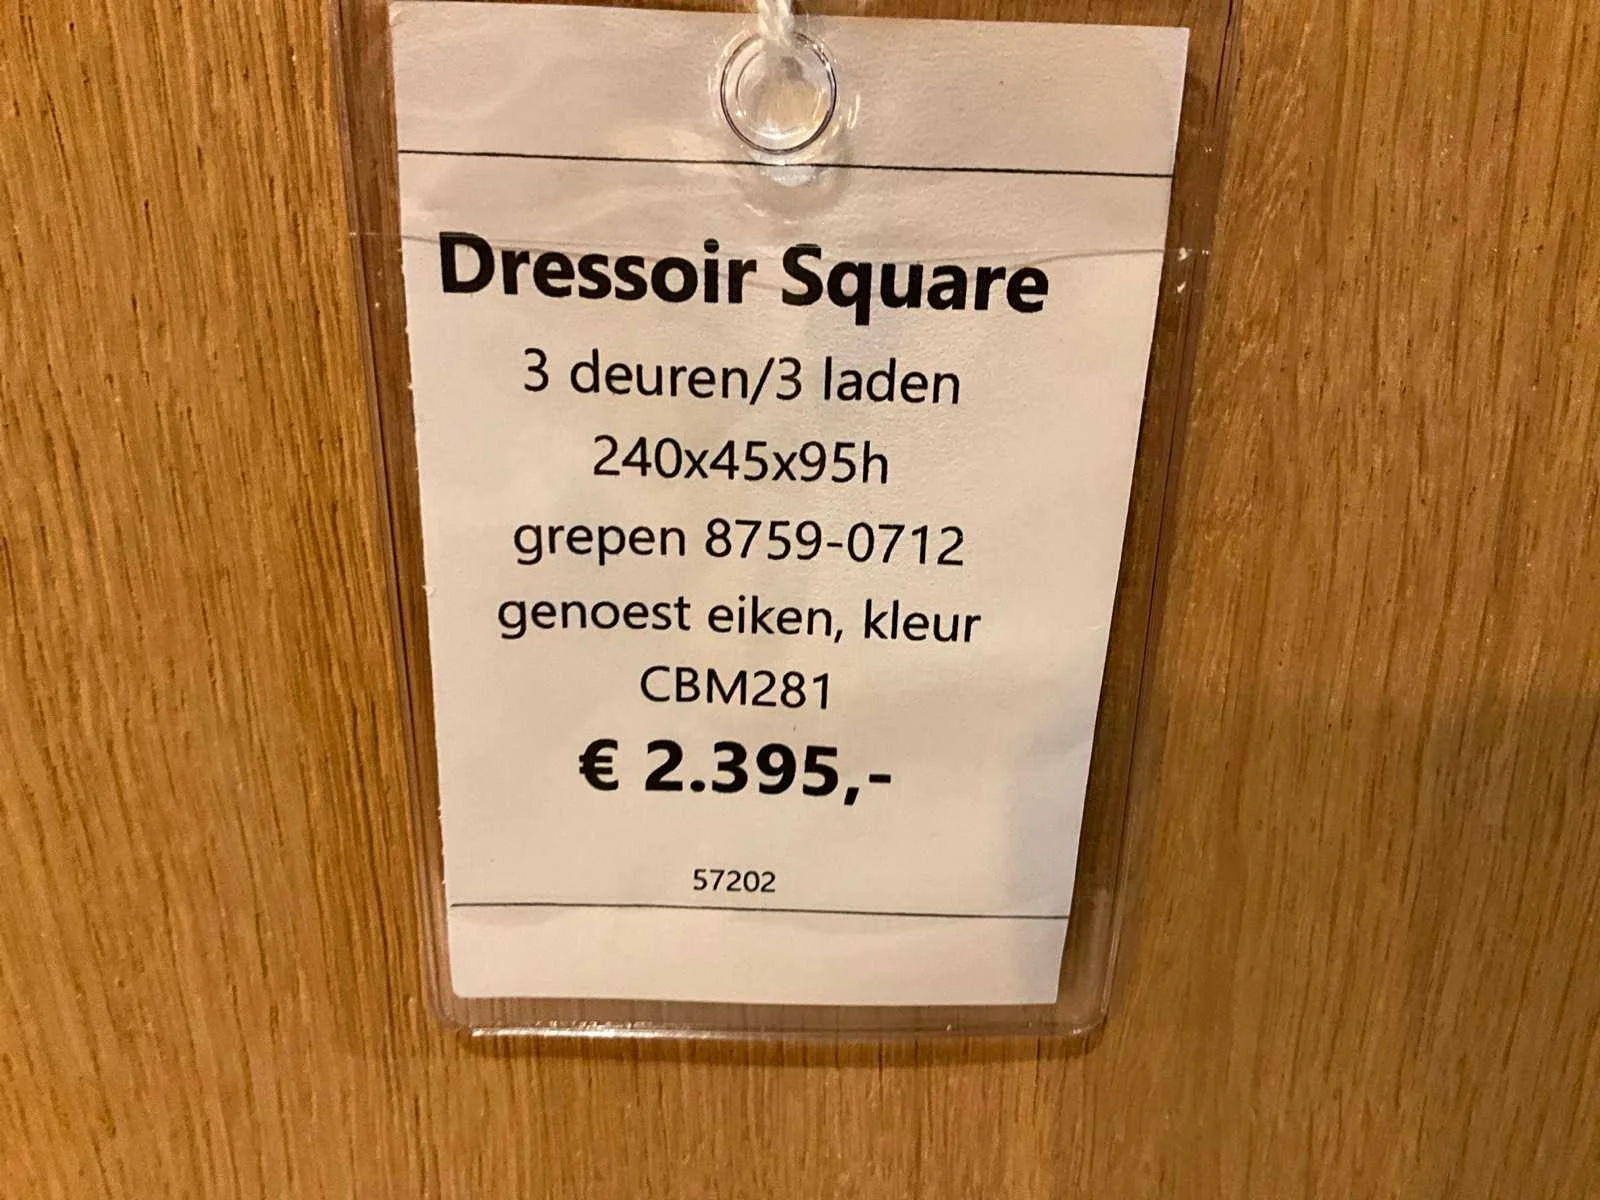 Dressoir Square
3 deuren/3 laden
240x45x95h
grepen 8759-0712
genoest eiken, kleur
CBM281
€ 2.395,-
57202